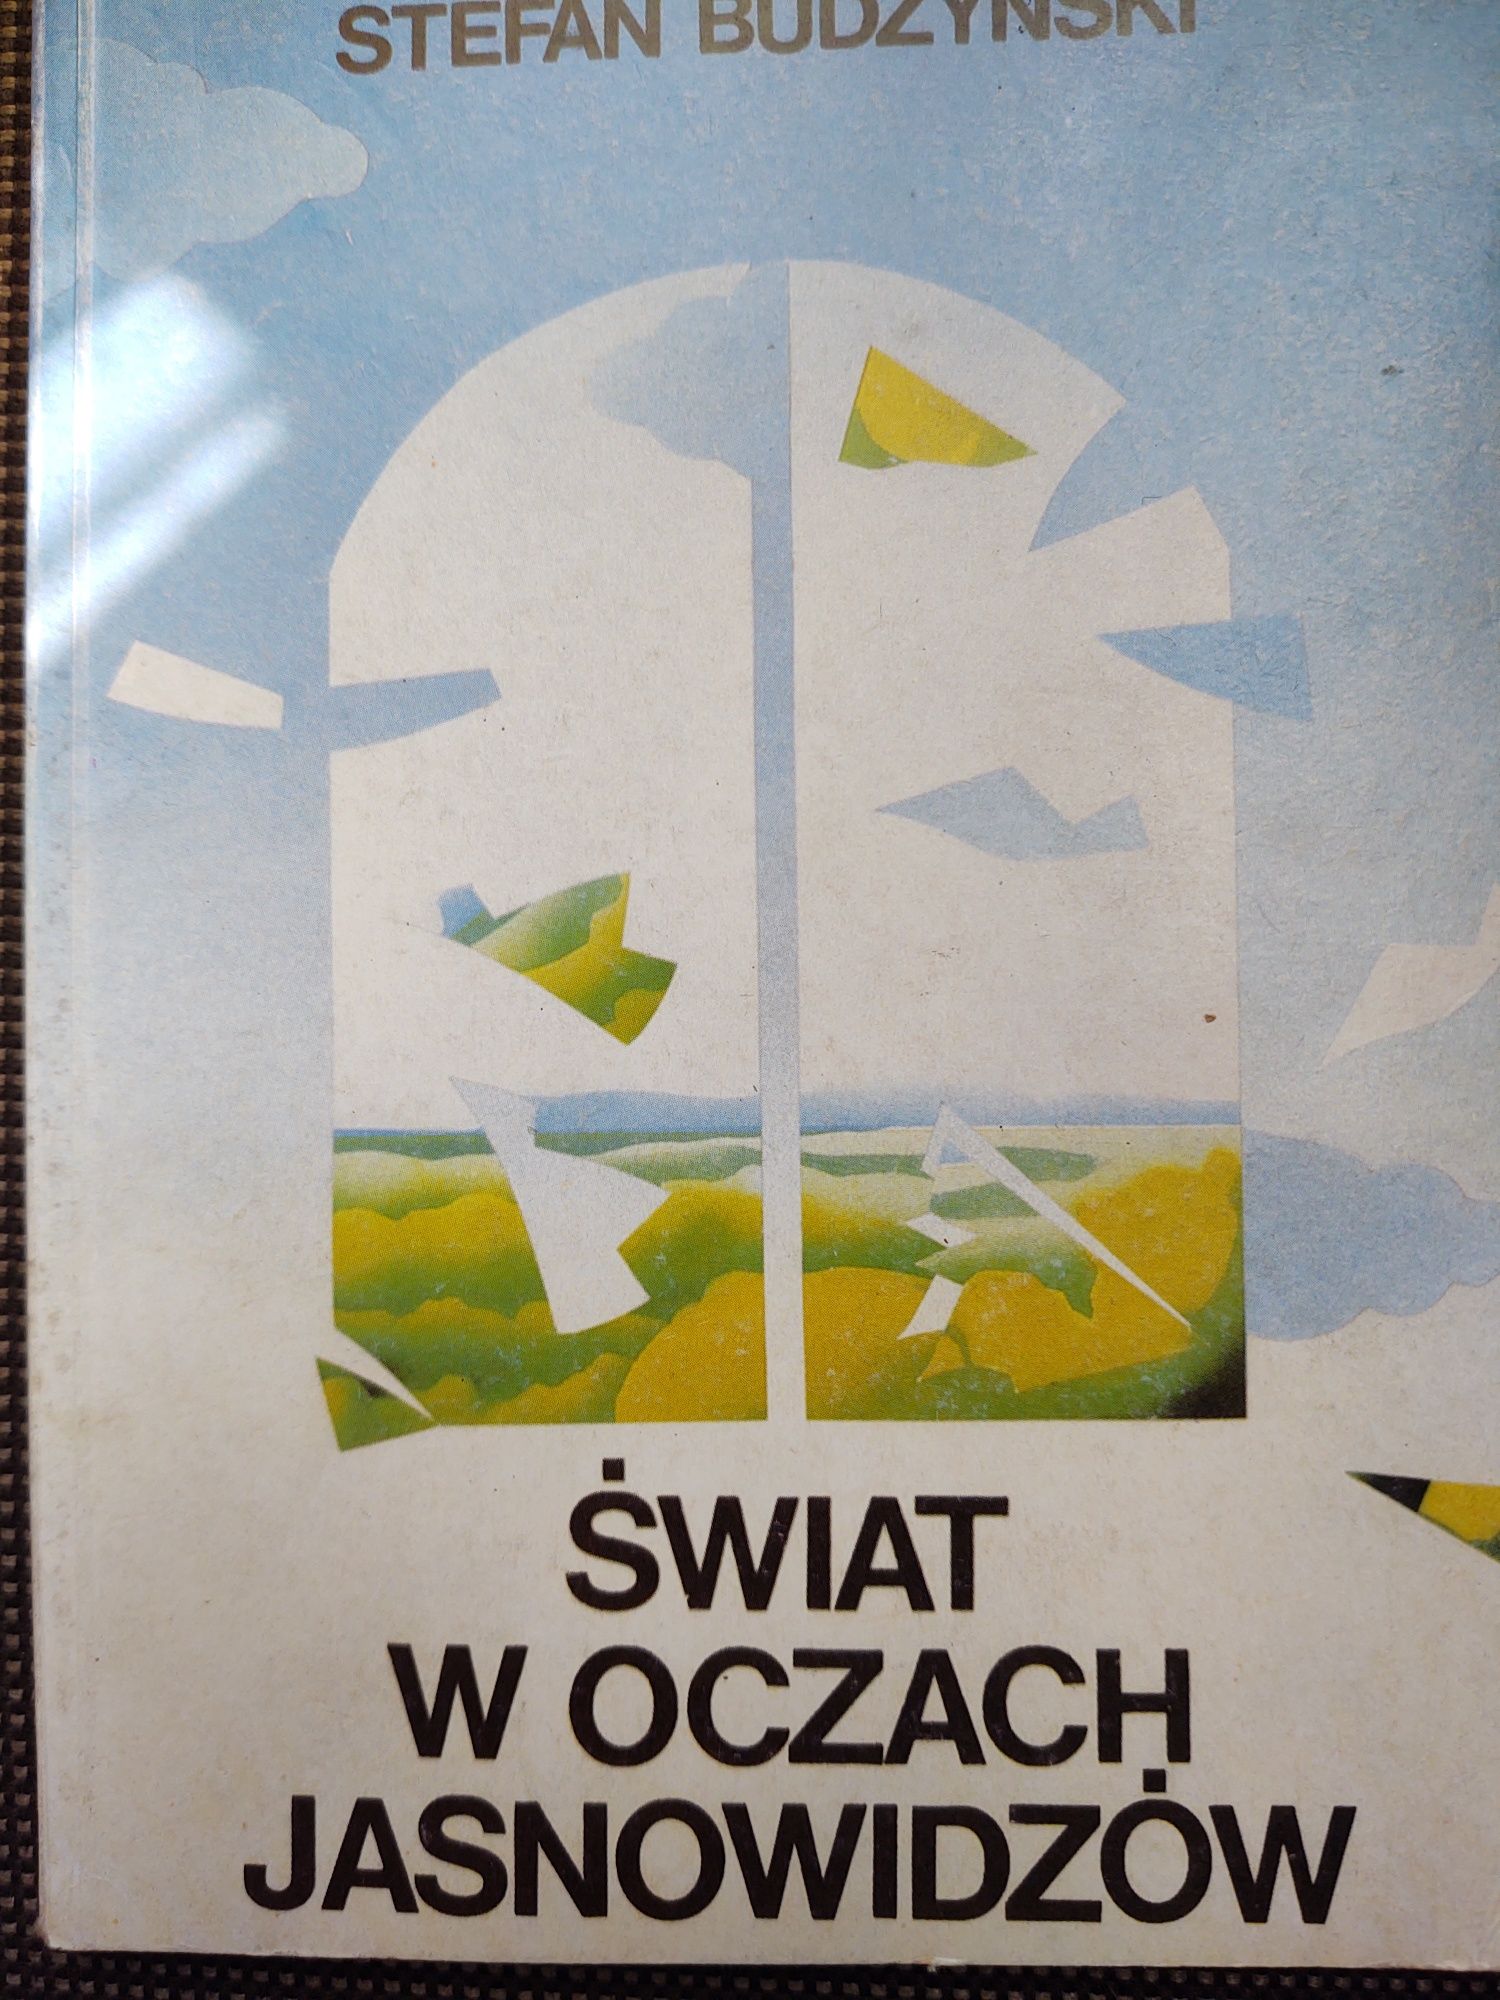 STEFAN BUDZYŃSKI
ŚWIAT
W OCZACH
JASNOWIDZÓW